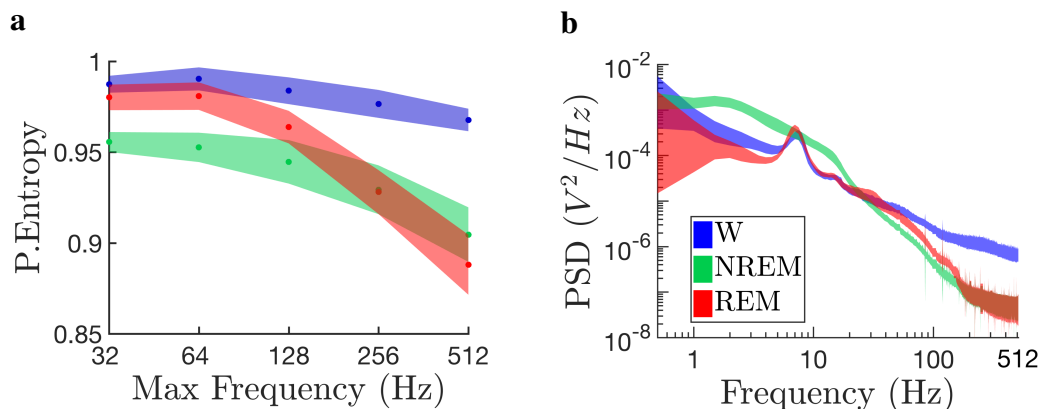 a
1
0.95
0.9
0.85
P.Entropy
32 64 128 256 512
Max Frequency (Hz)
b
10⁻²
10⁻⁴
10⁻⁶
10⁻⁸
PSD (V²/Hz)
W
NREM
REM
1 10 100 512
Frequency (Hz)